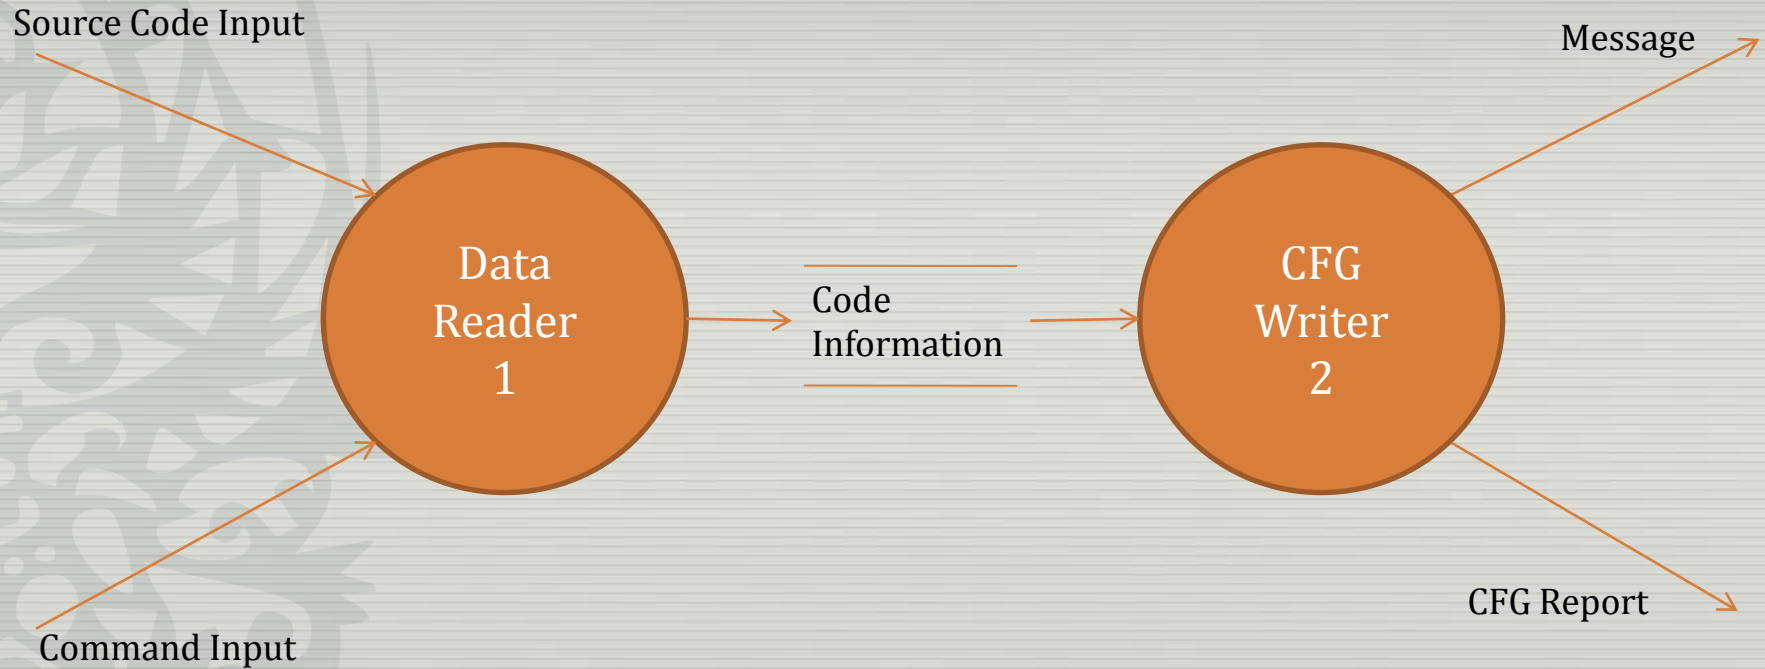 Source Code Input
Message
Data
Reader
1
Code
Information
CFG
Writer
2
CFG Report
Command Input